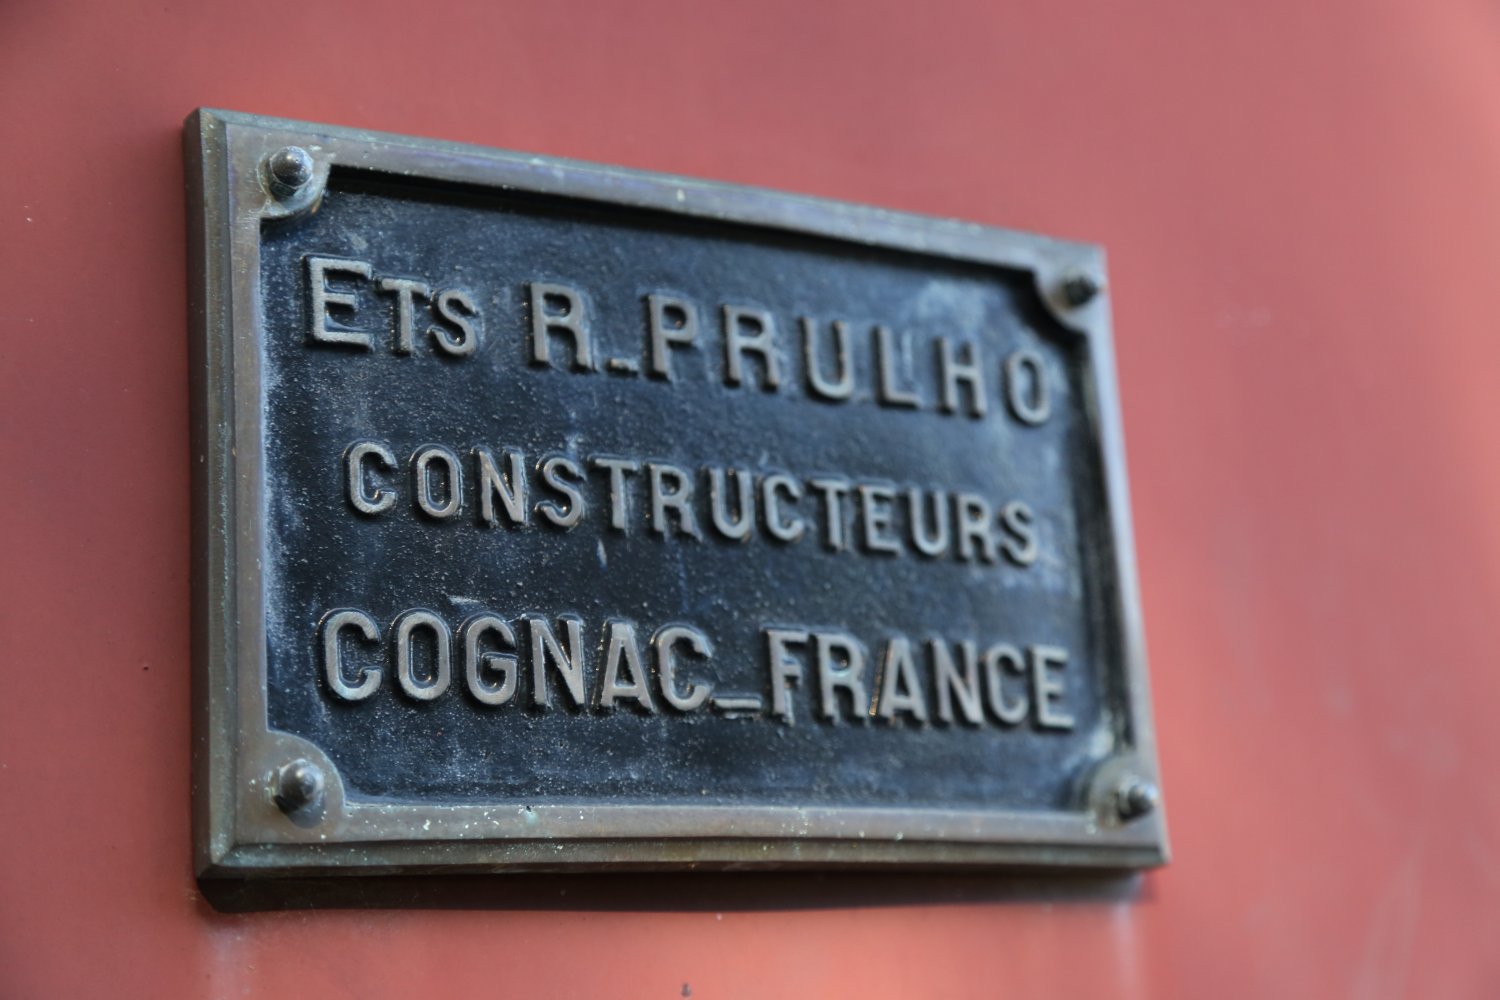 ETS R_PRULHO
CONSTRUCTEURS
COGNAC_FRANCE